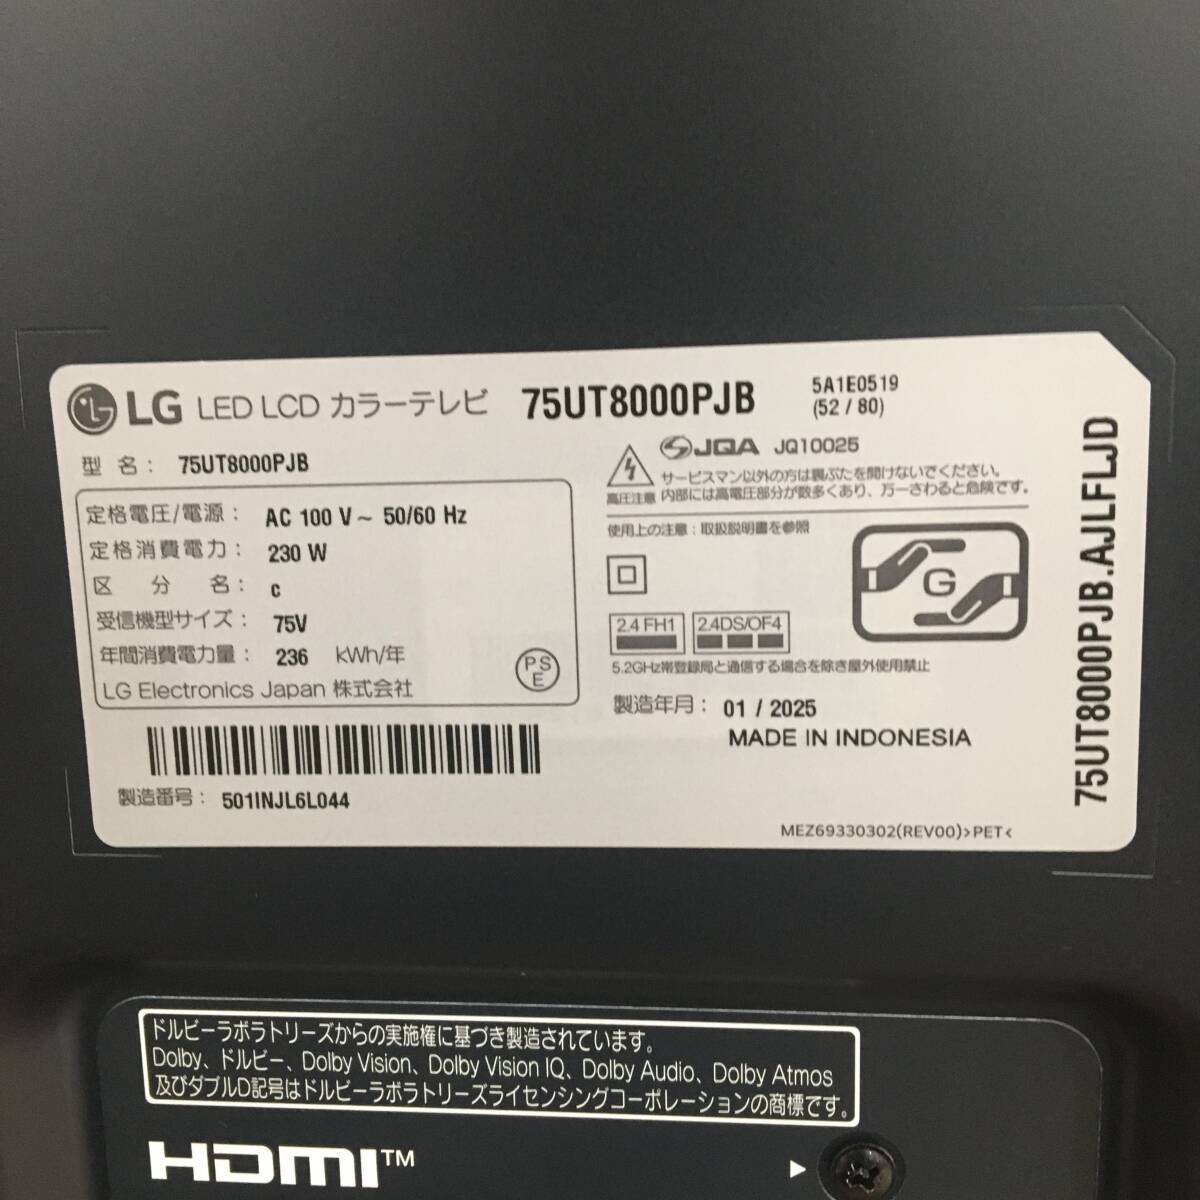 LG LED LCD カラーテレビ 75UT8000PJB
5A1E0519
(52 / 80)
型 名： 75UT8000PJB
定格電圧/電源： AC 100 V ~ 50/60 Hz
定格消費電力： 230 W
区 分 名： c
受信機型サイズ： 75V
年間消費電力量： 236 kWh/年
LG Electronics Japan 株式会社
PS
E
製造番号： 501INJL6L044
JQA JQ10025
高圧注意
サービスマン以外の方は裏ぶたを開けないでください。
内部には高電圧部分が数多くあり、万一さわると危険です。
使用上の注意：取扱説明書を参照
2.4 FH1
2.4DS/OF4
G
5.2GHz帯登録局と通信する場合を除き屋外使用禁止
製造年月： 01 / 2025
MADE IN INDONESIA
MEZ69330302(REV00)>PET<
75UT8000PJB.AJLFLJD
ドルビーラボラトリーズからの実施権に基づき製造されています。
Dolby、ドルビー、Dolby Vision、Dolby Vision IQ、Dolby Audio、Dolby Atmos
及びダブルD記号はドルビーラボラトリーズライセンシングコーポレーションの商標です。
HDMI™